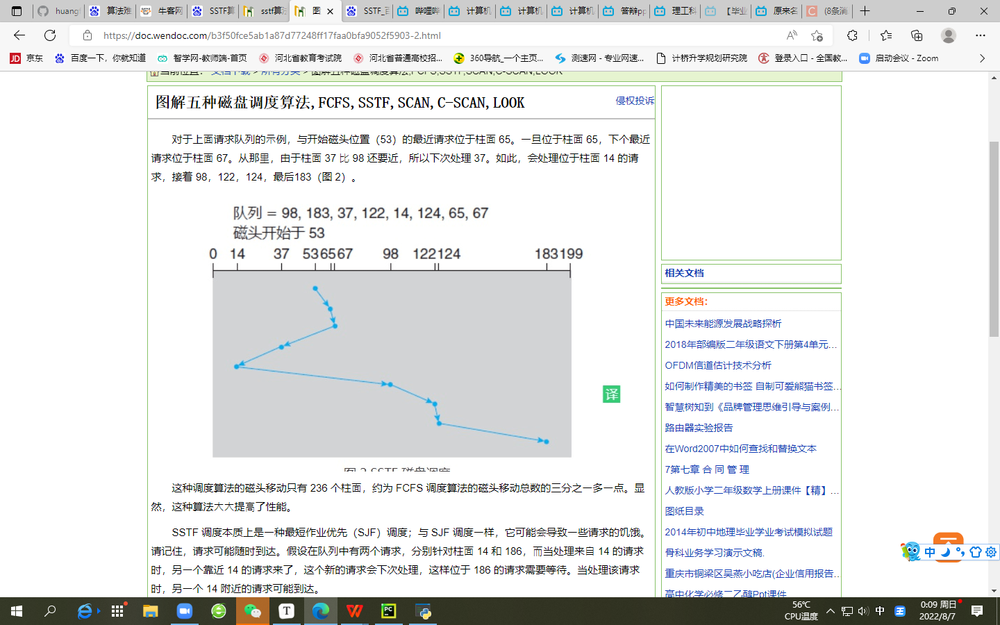 huangf
算法难
牛客网
SSTF算
sstf算法
图
SSTF_百
哔哩哔
计算机
计算机
计算机
答辩pp
理工科
【毕业
原来名
(8条消
https://doc.wendoc.com/b3f50fce5ab1a87d77248ff17faa0bfa9052f5903-2.html
JD 京东
百度一下，你就知道
智学网-教师端-首页
河北省教育考试院
河北省普通高校招...
360导航_一个主页...
测速网 - 专业网速...
计桥升学规划研究院
登录入口 - 全国教...
启动会议 - Zoom
当前位置： 文档下载 > 所有分类 > 图解五种磁盘调度算法,FCFS,SSTF,SCAN,C-SCAN,LOOK
图解五种磁盘调度算法,FCFS,SSTF,SCAN,C-SCAN,LOOK
侵权投诉
对于上面请求队列的示例，与开始磁头位置（53）的最近请求位于柱面 65。一旦位于柱面 65，下个最近
请求位于柱面 67。从那里，由于柱面 37 比 98 还要近，所以下次处理 37。如此，会处理位于柱面 14 的请
求，接着 98，122，124，最后183（图 2）。
队列 = 98, 183, 37, 122, 14, 124, 65, 67
磁头开始于 53
0 14 37 53 65 67 98 122 124 183 199
译
图 2 SSTF 磁盘调度
这种调度算法的磁头移动只有 236 个柱面，约为 FCFS 调度算法的磁头移动总数的三分之一多一点。显
然，这种算法大大提高了性能。
SSTF 调度本质上是一种最短作业优先（SJF）调度；与 SJF 调度一样，它可能会导致一些请求的饥饿。
请记住，请求可能随时到达。假设在队列中有两个请求，分别针对柱面 14 和 186，而当处理来自 14 的请求
时，另一个靠近 14 的请求来了，这个新的请求会下次处理，这样位于 186 的请求需要等待。当处理该请求
时，另一个 14 附近的请求可能到达。
相关文档
更多文档：
中国未来能源发展战略探析
2018年部编版二年级语文下册第4单元...
OFDM信道估计技术分析
如何制作精美的书签 自制可爱熊猫书签...
智慧树知到《品牌管理思维引导与案例...
路由器实验报告
在Word2007中如何查找和替换文本
7第七章 合 同 管 理
人教版小学二年级数学上册课件【精】...
图纸目录
2014年初中地理毕业学业考试模拟试题
骨科业务学习演示文稿.
重庆市铜梁区吴燕小吃店(企业信用报告...
高中化学必修二乙醇Ppt课件
中
56℃
CPU温度
中
0:09 周日
2022/8/7